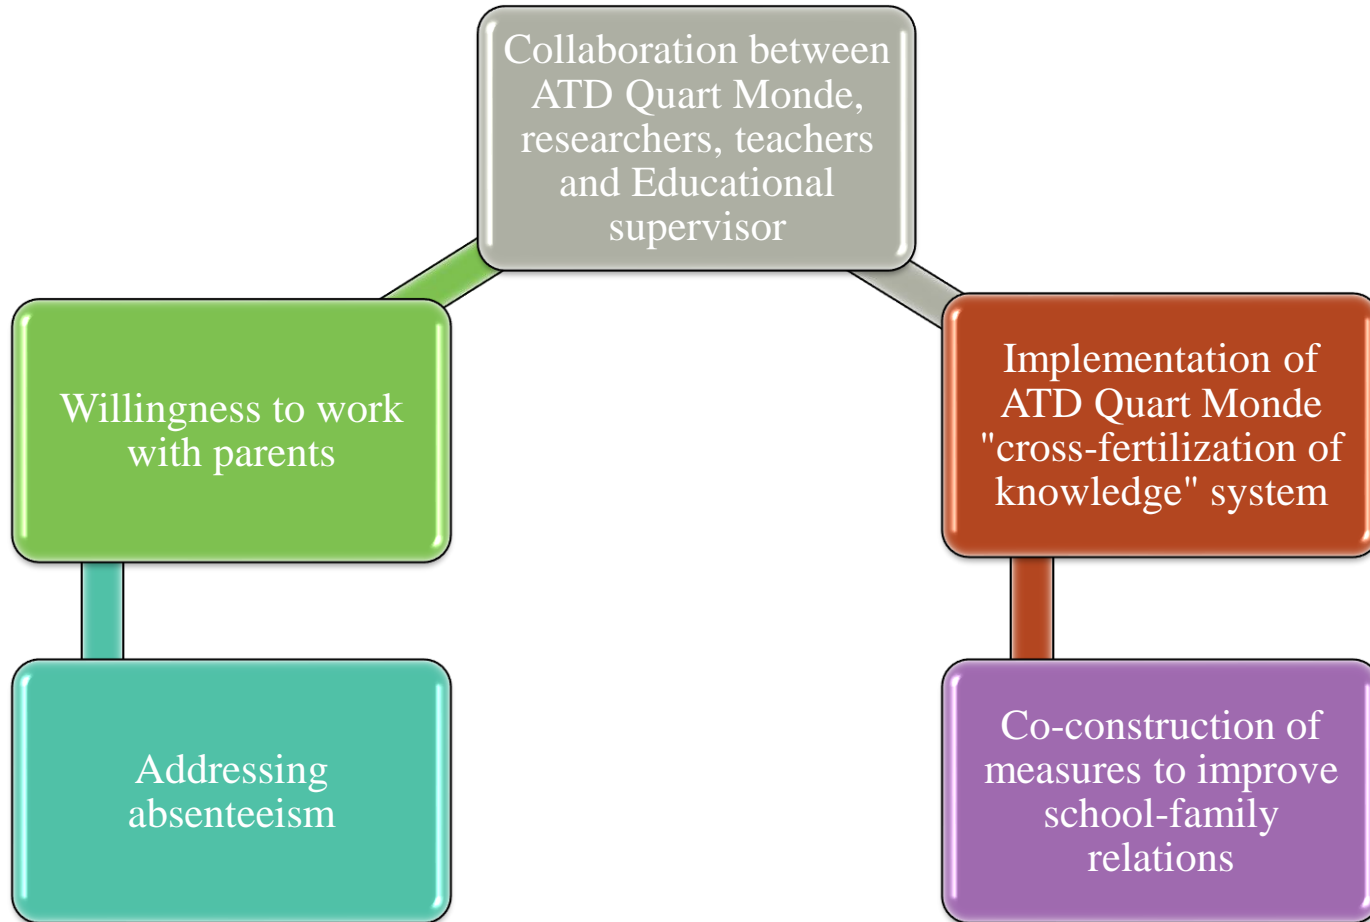 Collaboration between
ATD Quart Monde,
researchers, teachers
and Educational
supervisor
Willingness to work
with parents
Implementation of
ATD Quart Monde
"cross-fertilization of
knowledge" system
Addressing
absenteeism
Co-construction of
measures to improve
school-family
relations